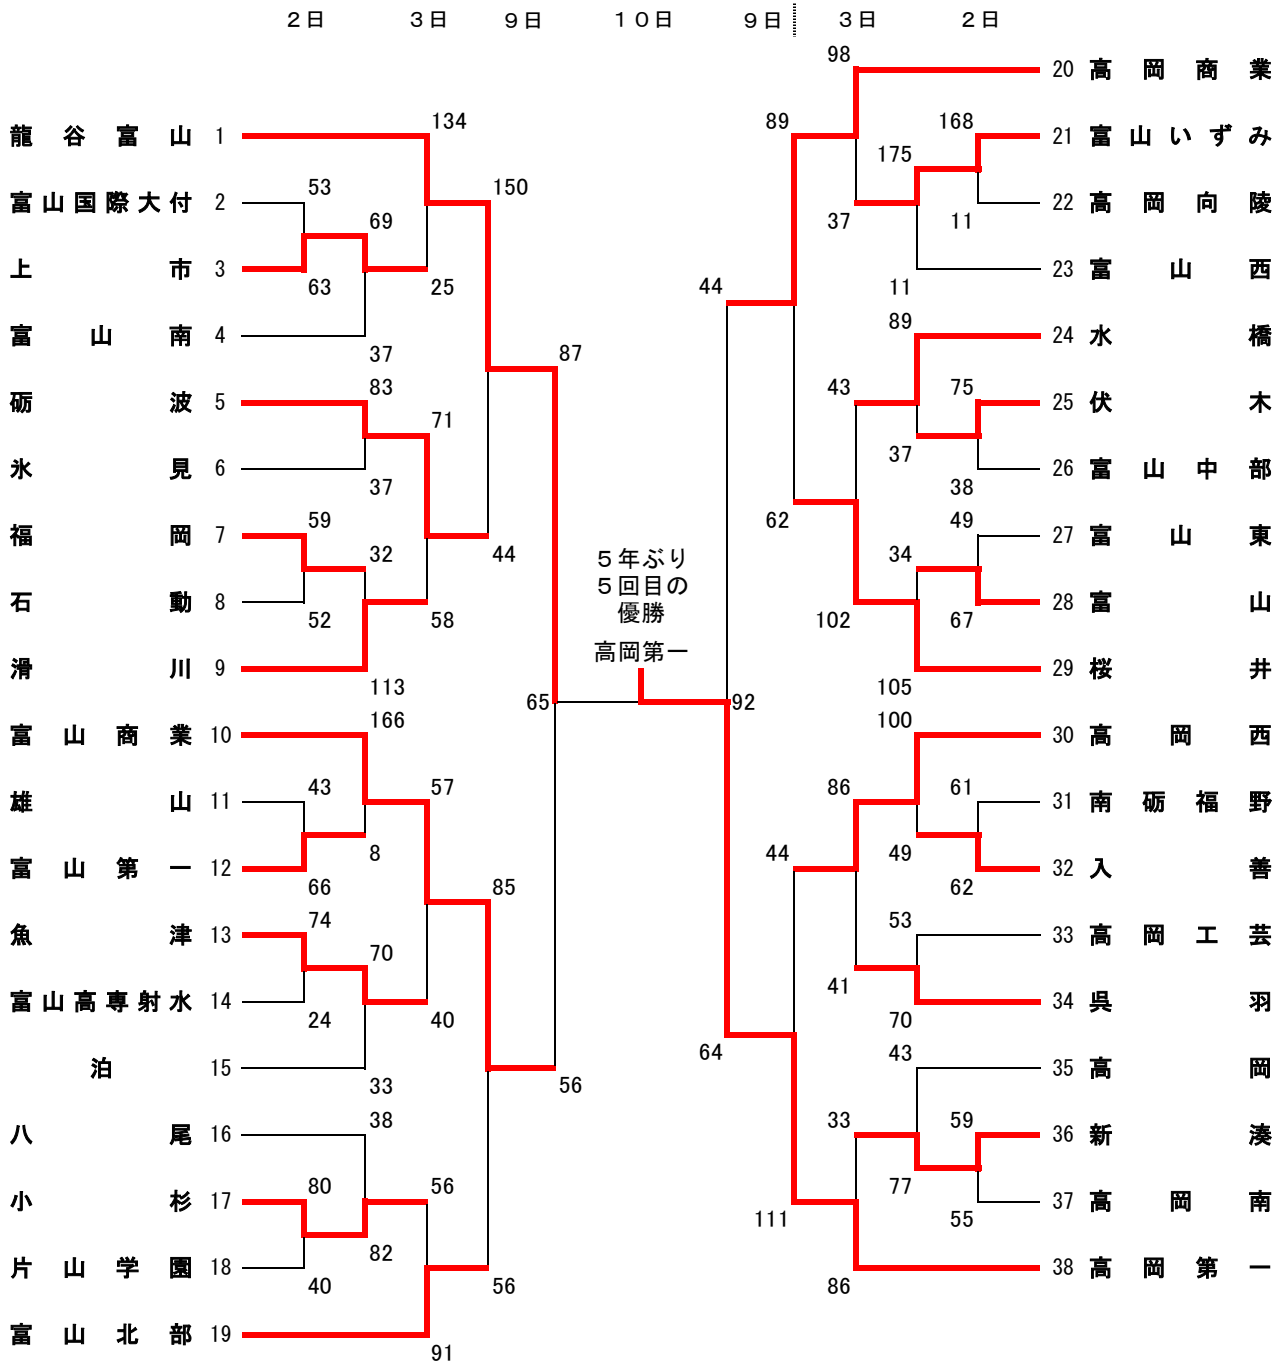 ２日 ３日 ９日 １０日 ９日 ３日 ２日
98
20 高岡商業
134 89 168
龍谷富山 1 21 富山いずみ
175
53 150
富山国際大付 2 22 高岡向陵
69 37 11
上市 3 23 富山西
63 25 44 11
89
富山南 4 24 水橋
37 87
83 43 75
砺波 5 71 25 伏木
37
氷見 6 26 富山中部
37 38
59 62 49
福岡 7 27 富山東
32 44 34
５年ぶり
５回目の
石動 8 28 富山
優勝
52 58 102 67
高岡第一
滑川 9 29 桜井
113 105
65 92
166 100
富山商業 10 30 高岡西
43 57 86 61
雄山 11 31 南砺福野
8 44 49
富山第一 12 32 入善
66 85 62
74 53
魚津 13 33 高岡工芸
70 41
富山高専射水 14 34 呉羽
24 40 70
64 43
泊 15 35 高岡
33 56
38 33 59
八尾 16 36 新湊
80 56 77
小杉 17 37 高岡南
111 55
82
片山学園 18 38 高岡第一
40 56 86
富山北部 19
91